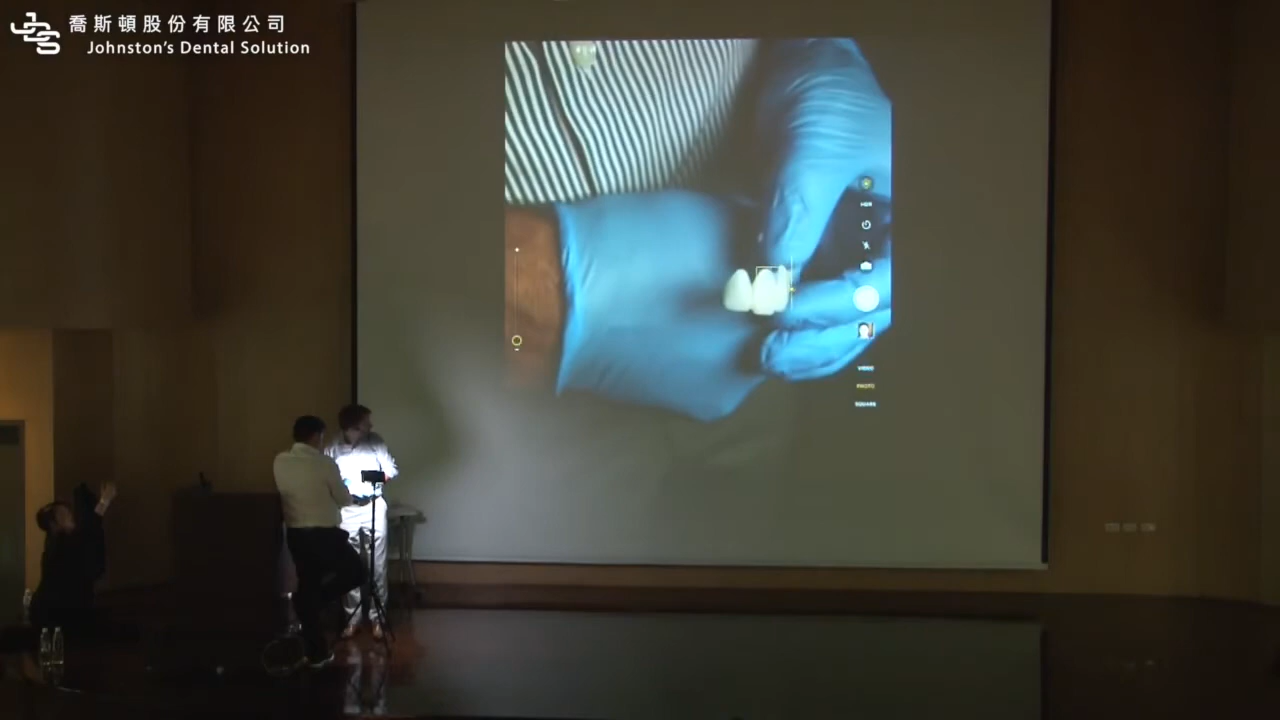 喬斯頓股份有限公司
Johnston's Dental Solution
HDR
VIDEO
PHOTO
SQUARE